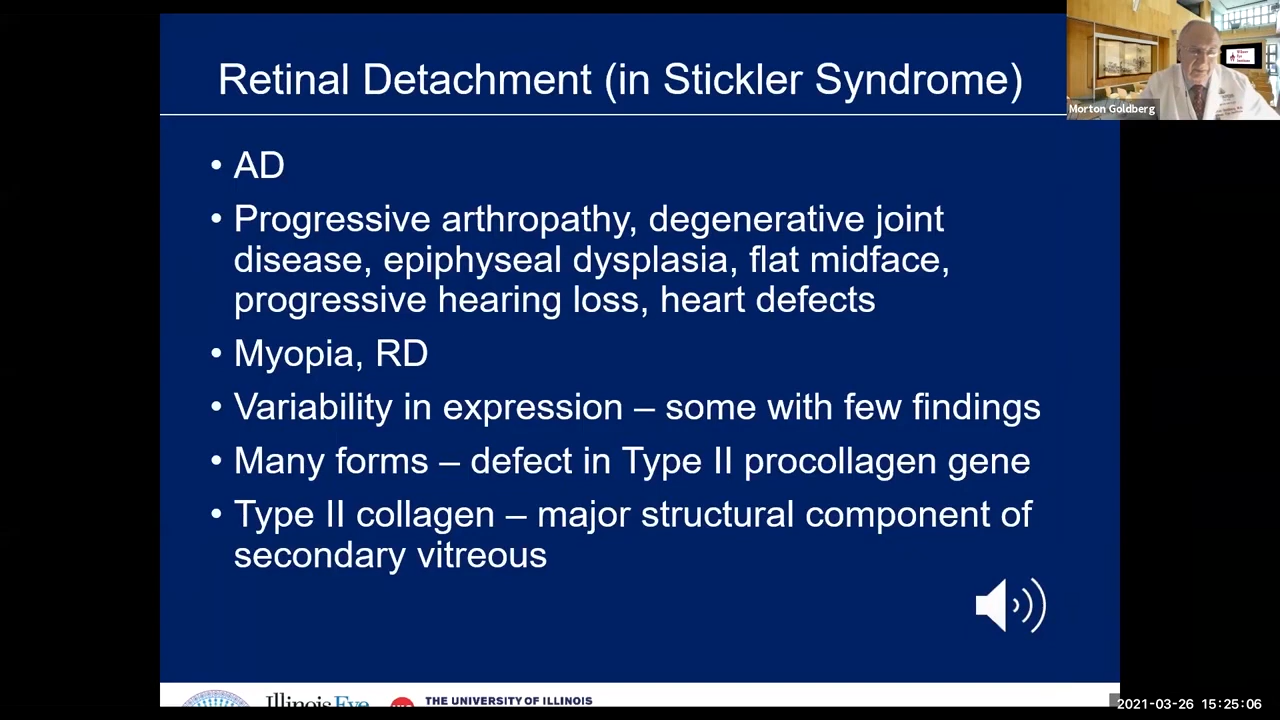 Retinal Detachment (in Stickler Syndrome)
Morton Goldberg
• AD
• Progressive arthropathy, degenerative joint
disease, epiphyseal dysplasia, flat midface,
progressive hearing loss, heart defects
• Myopia, RD
• Variability in expression – some with few findings
• Many forms – defect in Type II procollagen gene
• Type II collagen – major structural component of
secondary vitreous
Illinois Eye
THE UNIVERSITY OF ILLINOIS
2021-03-26 15:25:06